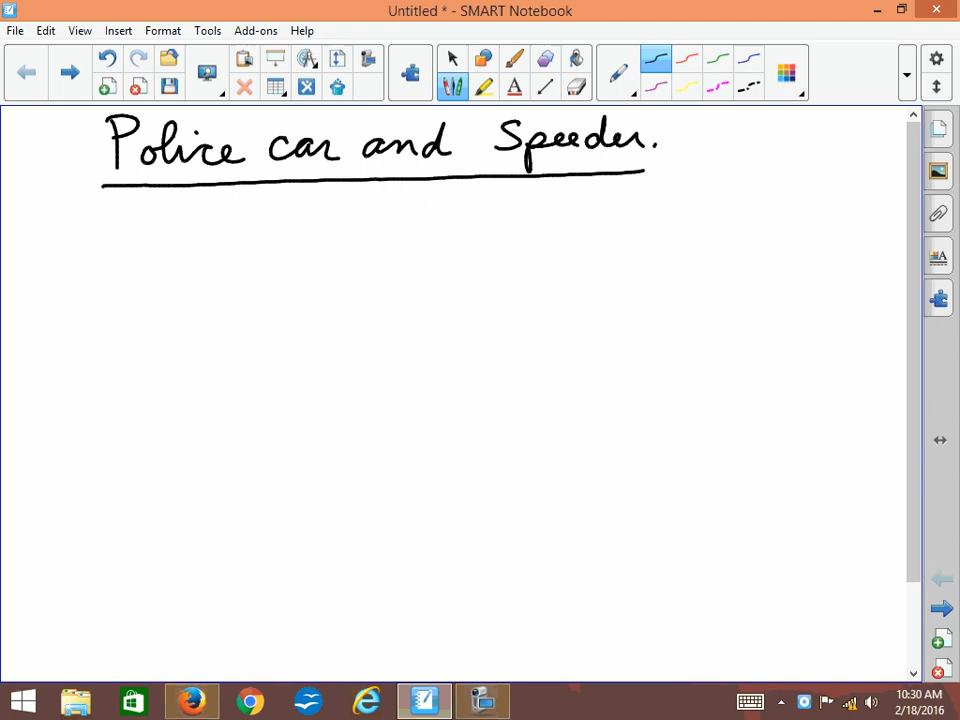 Untitled * - SMART Notebook
File Edit View Insert Format Tools Add-ons Help
Police car and Speeder.
10:30 AM
2/18/2016